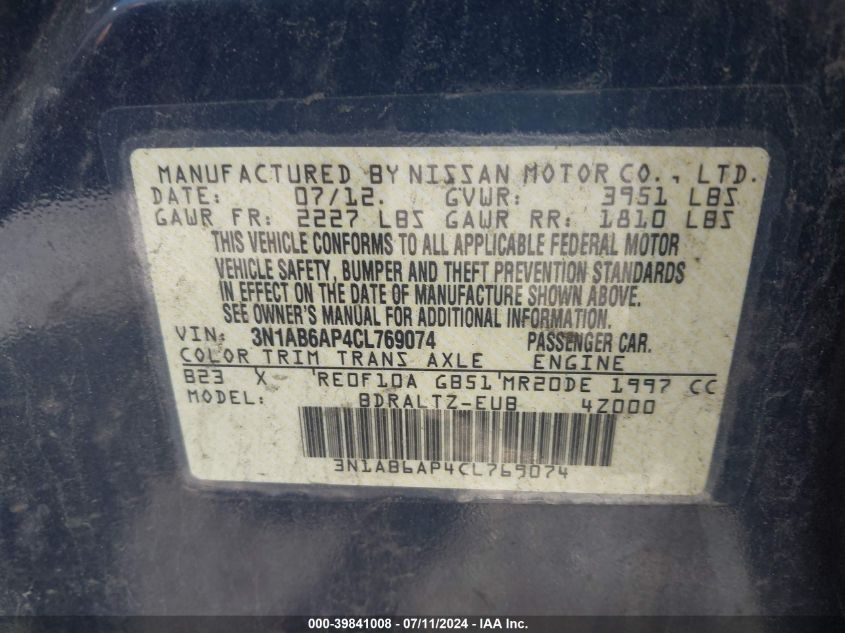 MANUFACTURED BY NISSAN MOTOR CO., LTD.
DATE: 07/12. GVWR: 3951 LBS
GAWR FR: 2227 LBS GAWR RR: 1810 LBS
THIS VEHICLE CONFORMS TO ALL APPLICABLE FEDERAL MOTOR
VEHICLE SAFETY, BUMPER AND THEFT PREVENTION STANDARDS
IN EFFECT ON THE DATE OF MANUFACTURE SHOWN ABOVE.
SEE OWNER'S MANUAL FOR ADDITIONAL INFORMATION.
VIN: 3N1AB6AP4CL769074 PASSENGER CAR.
COLOR TRIM TRANS AXLE ENGINE
B23 X RE0F10A GB51 MR20DE 1997 CC
MODEL: BDRALTZ-EUB 4Z000
3N1AB6AP4CL769074
000-39841008 - 07/11/2024 - IAA Inc.